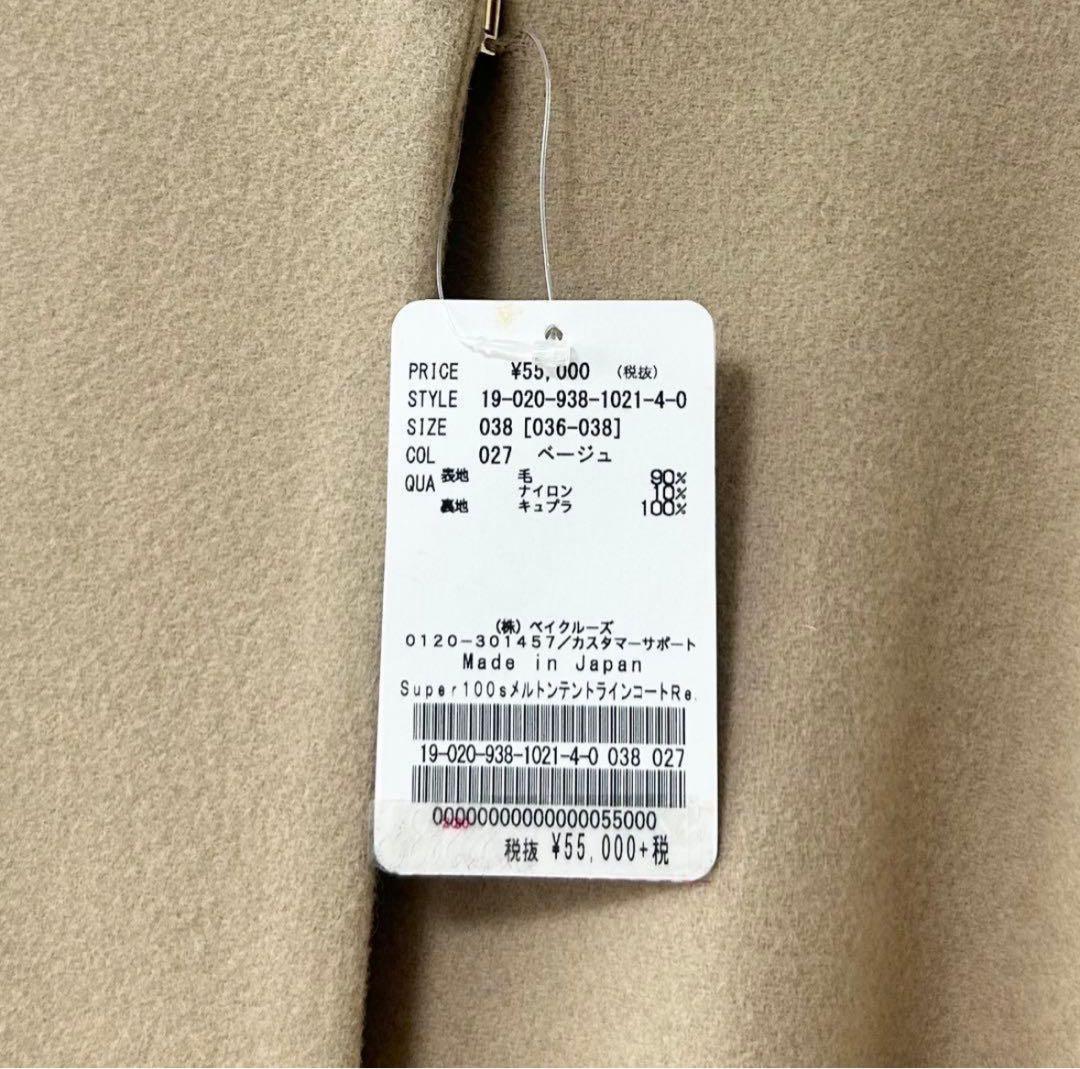 PRICE ¥55,000 (税抜)
STYLE 19-020-938-1021-4-0
SIZE 038 [036-038]
COL 027 ベージュ
QUA 表地 毛 90%
ナイロン 10%
裏地 キュプラ 100%
(株) ベイクルーズ
0120-301457/カスタマーサポート
Made in Japan
Super100sメルトンテントラインコートRe.
19-020-938-1021-4-0 038 027
00000000000000055000
税抜 ¥55,000+税